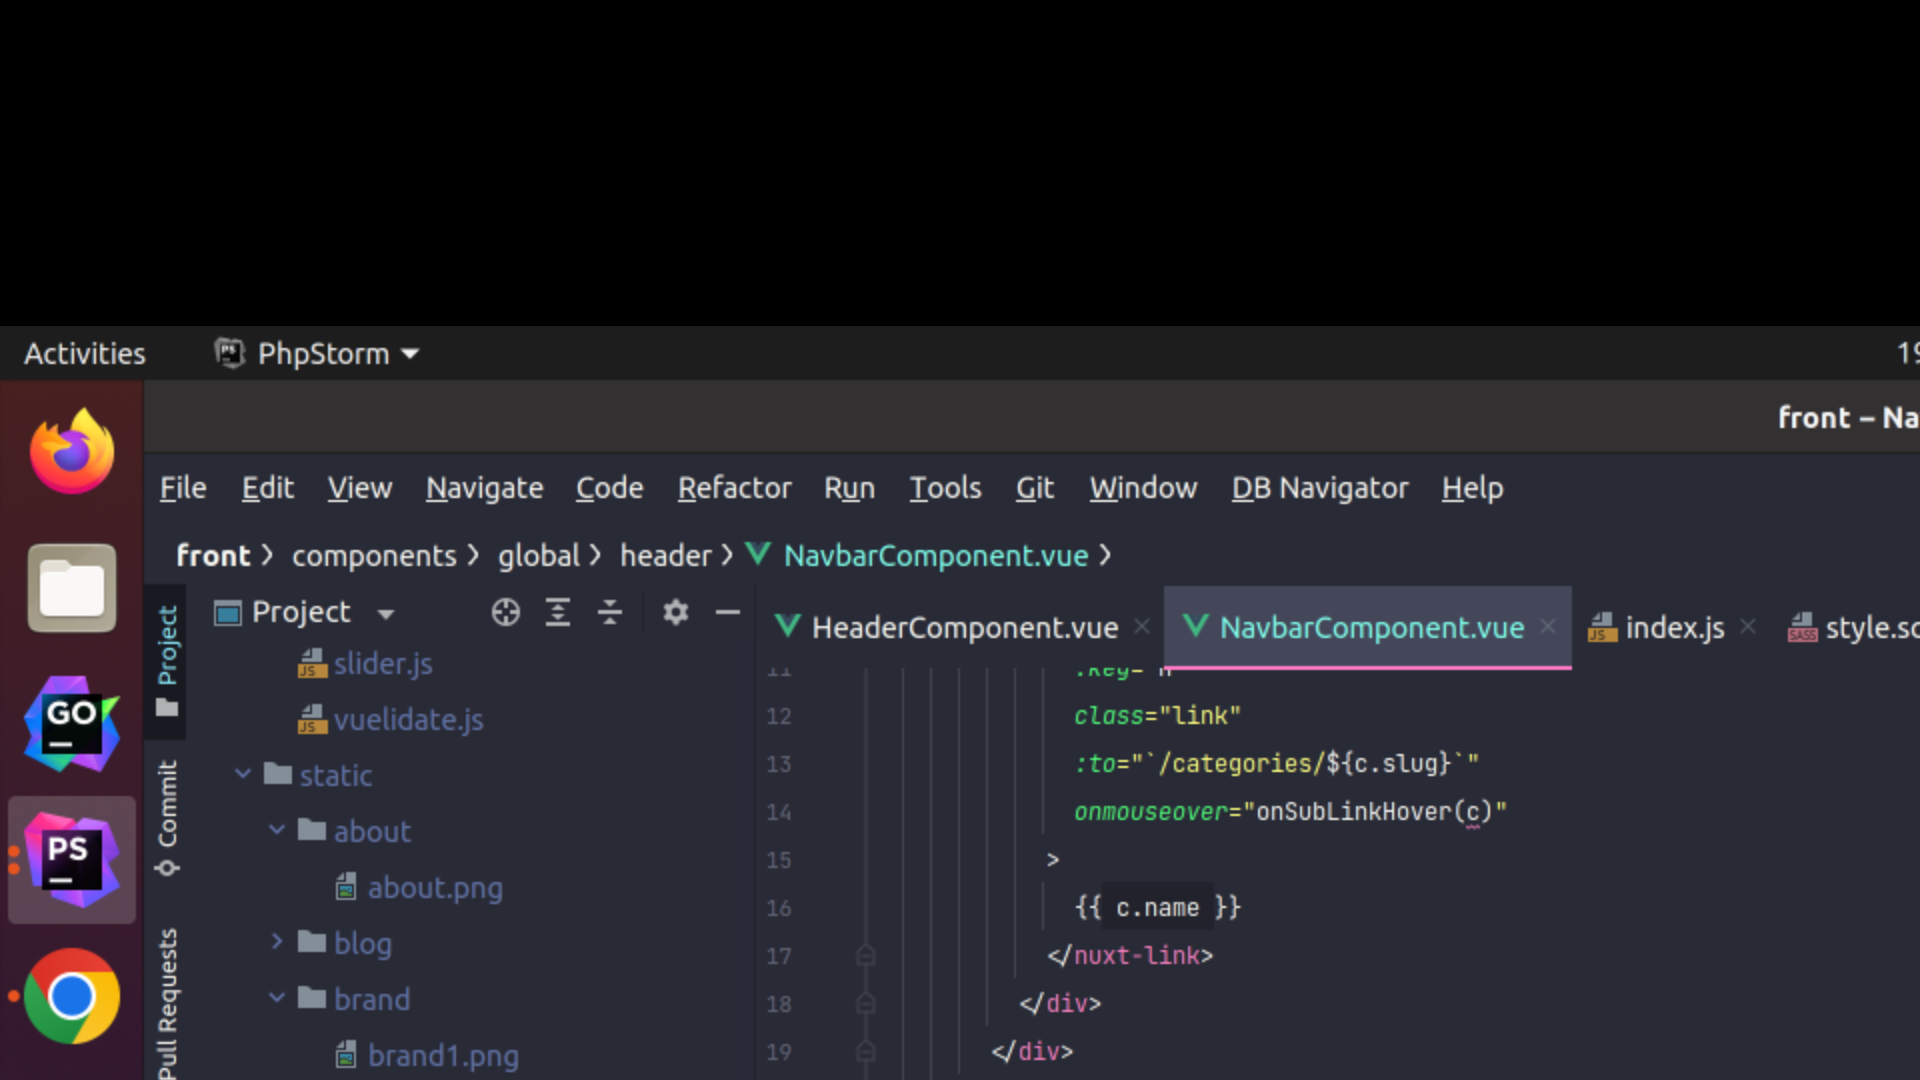 Activities PhpStorm 19
front – Na
File Edit View Navigate Code Refactor Run Tools Git Window DB Navigator Help
front components global header NavbarComponent.vue
Project
Commit
Pull Requests
Project
HeaderComponent.vue NavbarComponent.vue index.js style.sc
slider.js
vuelidate.js
static
about
about.png
blog
brand
brand1.png
GO
PS
11 :key="n"
12 class="link"
13 :to="`/categories/${c.slug}`"
14 onmouseover="onSubLinkHover(c)"
15 >
16 {{ c.name }}
17 </nuxt-link>
18 </div>
19 </div>